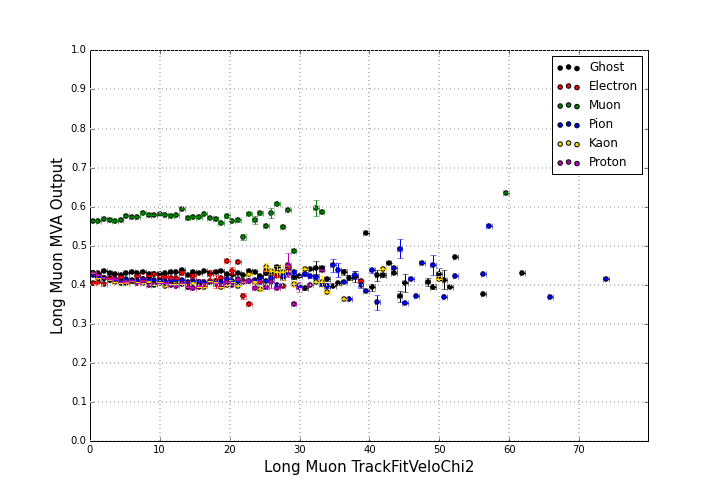 1.0
0.9
0.8
0.7
0.6
0.5
0.4
0.3
0.2
0.1
0.0
Long Muon MVA Output
Ghost
Electron
Muon
Pion
Kaon
Proton
0 10 20 30 40 50 60 70
Long Muon TrackFitVeloChi2